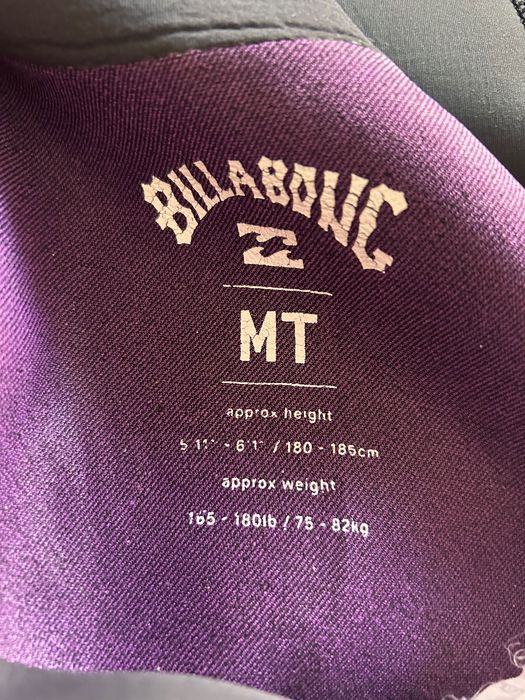 BILLABONG
MT
approx height
5'11" - 6'1" / 180 - 185cm
approx weight
165 - 180lb / 75 - 82kg